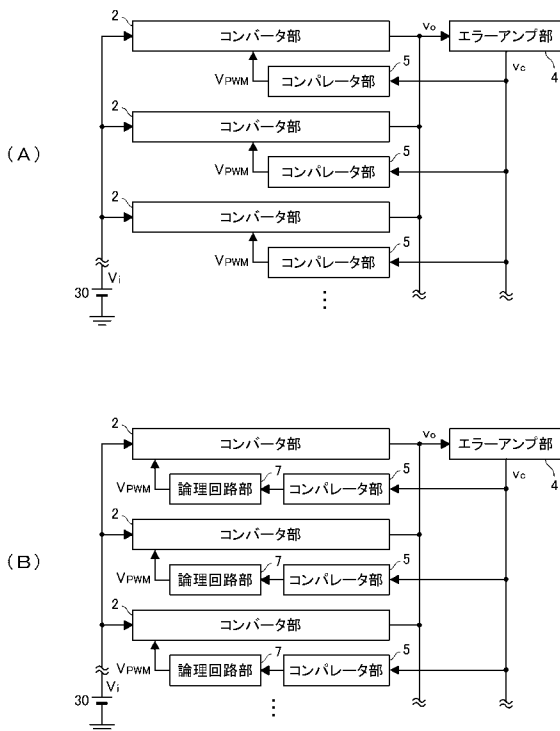 (A)
2
コンバータ部
vo
エラーアンプ部
4
vc
VPWM
コンパレータ部
5
2
コンバータ部
VPWM
コンパレータ部
5
2
コンバータ部
VPWM
コンパレータ部
5
Vi
30
⋮
(B)
2
コンバータ部
vo
エラーアンプ部
4
vc
VPWM
論理回路部
7
コンパレータ部
5
2
コンバータ部
VPWM
論理回路部
7
コンパレータ部
5
2
コンバータ部
VPWM
論理回路部
7
コンパレータ部
5
Vi
30
⋮